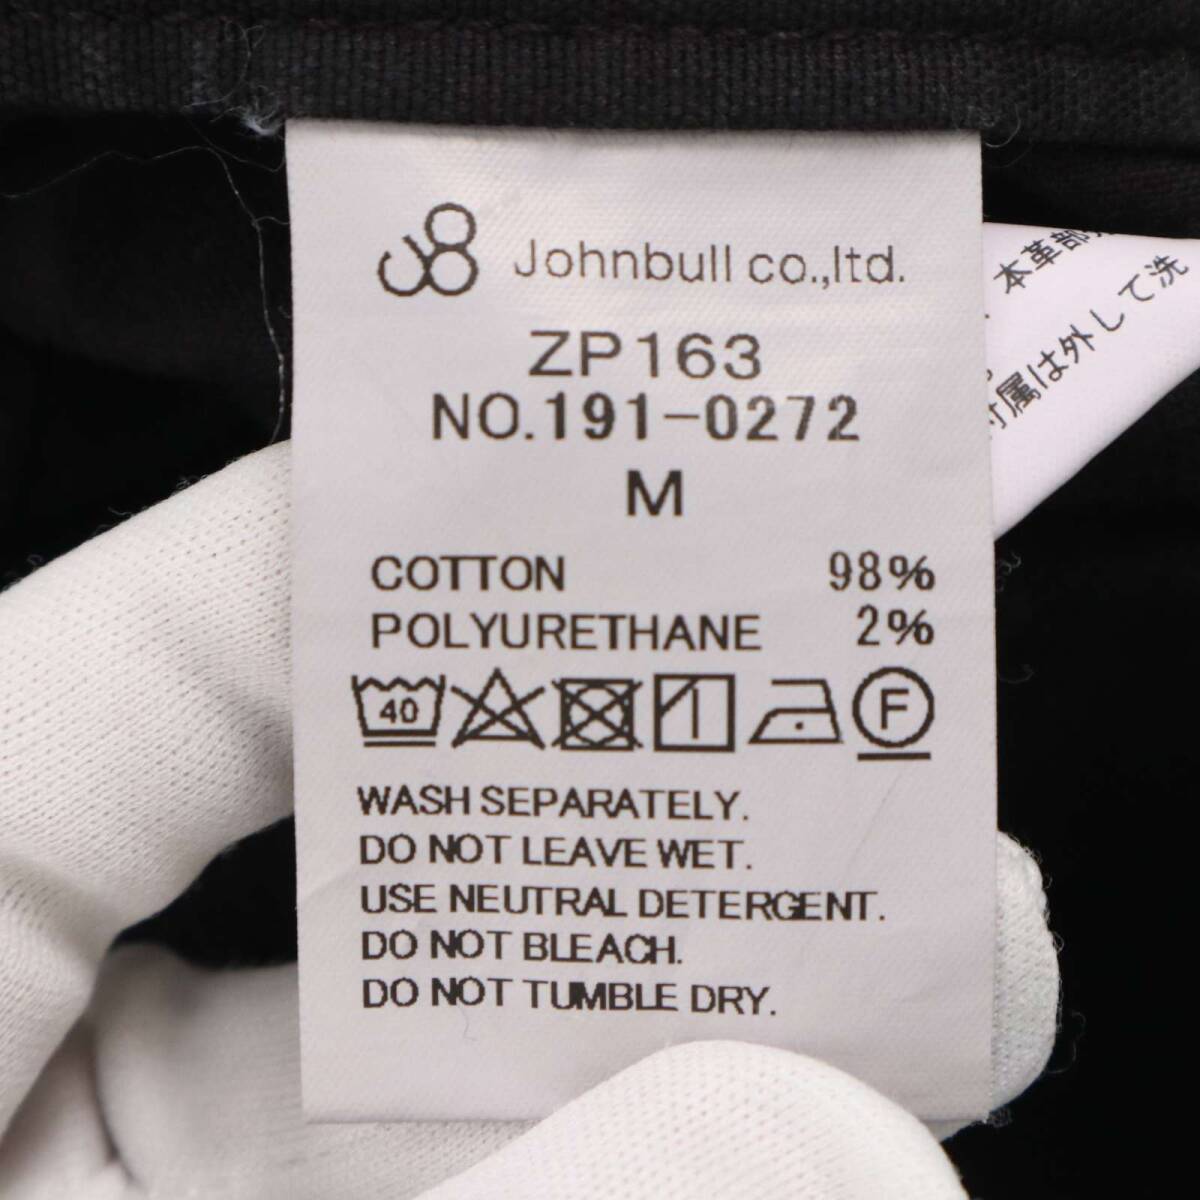 Johnbull co.,ltd.
ZP163
NO.191-0272
M
COTTON 98%
POLYURETHANE 2%
40 F
WASH SEPARATELY.
DO NOT LEAVE WET.
USE NEUTRAL DETERGENT.
DO NOT BLEACH.
DO NOT TUMBLE DRY.
本革部
付属は外して洗